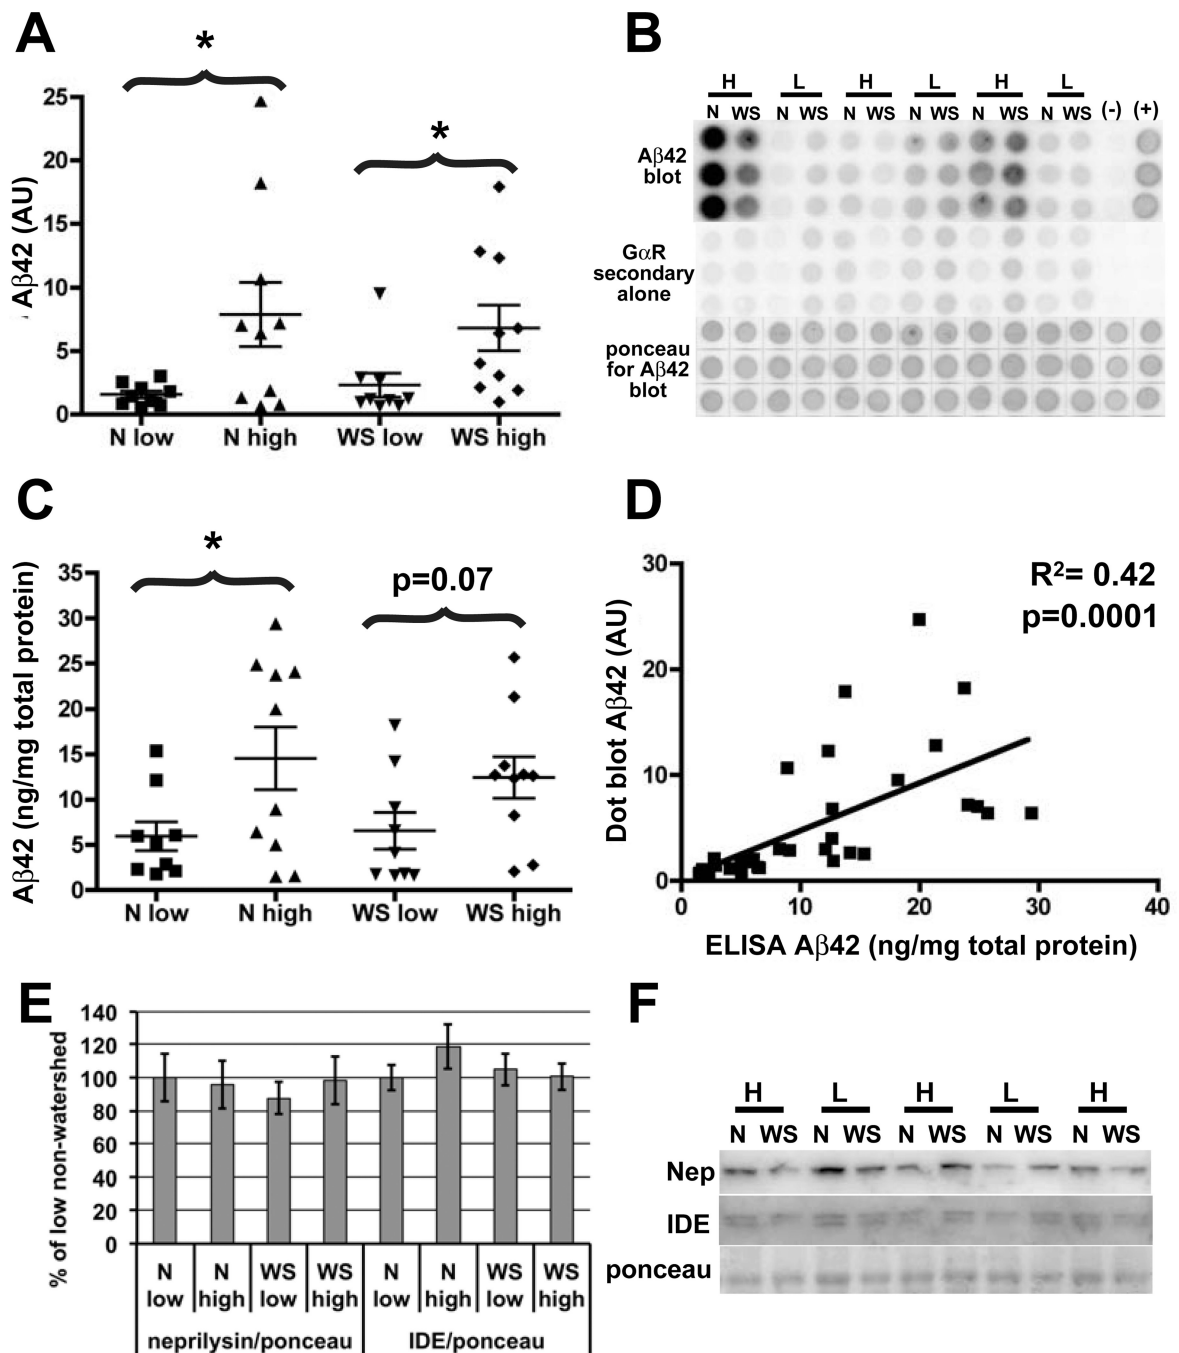 A
*
*
Aβ42 (AU)
25
20
15
10
5
0
N low
N high
WS low
WS high
B
H L H L H L
N WS N WS N WS N WS N WS N WS (-) (+)
Aβ42
blot
GαR
secondary
alone
ponceau
for Aβ42
blot
C
*
p=0.07
Aβ42 (ng/mg total protein)
35
30
25
20
15
10
5
0
N low
N high
WS low
WS high
D
R²= 0.42
p=0.0001
Dot blot Aβ42 (AU)
30
20
10
0
0 10 20 30 40
ELISA Aβ42 (ng/mg total protein)
E
% of low non-watershed
140
120
100
80
60
40
20
0
N N WS WS N N WS WS
low high low high low high low high
neprilysin/ponceau IDE/ponceau
F
H L H L H
N WS N WS N WS N WS N WS
Nep
IDE
ponceau